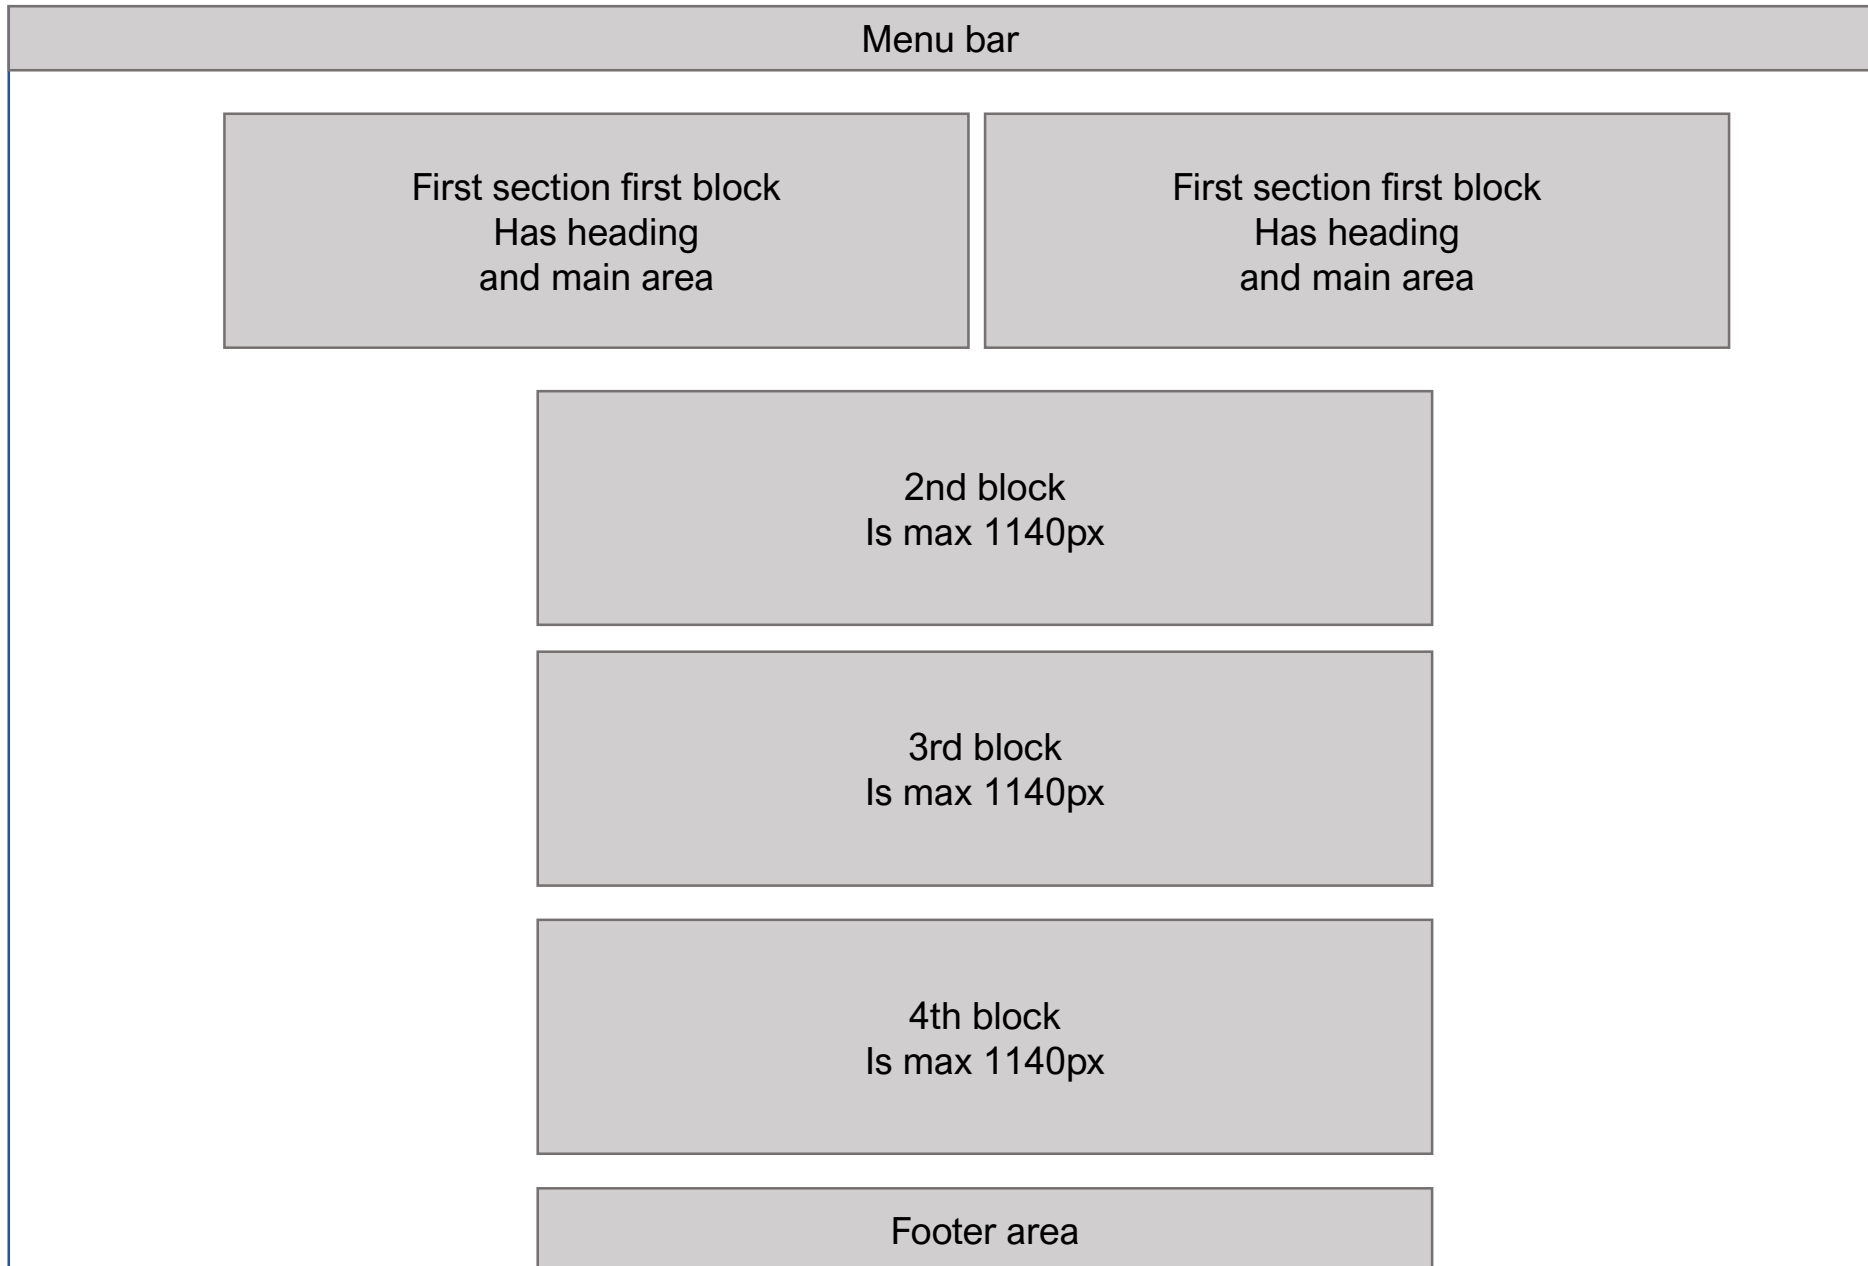 Menu bar
First section first block
Has heading
and main area
First section first block
Has heading
and main area
2nd block
Is max 1140px
3rd block
Is max 1140px
4th block
Is max 1140px
Footer area